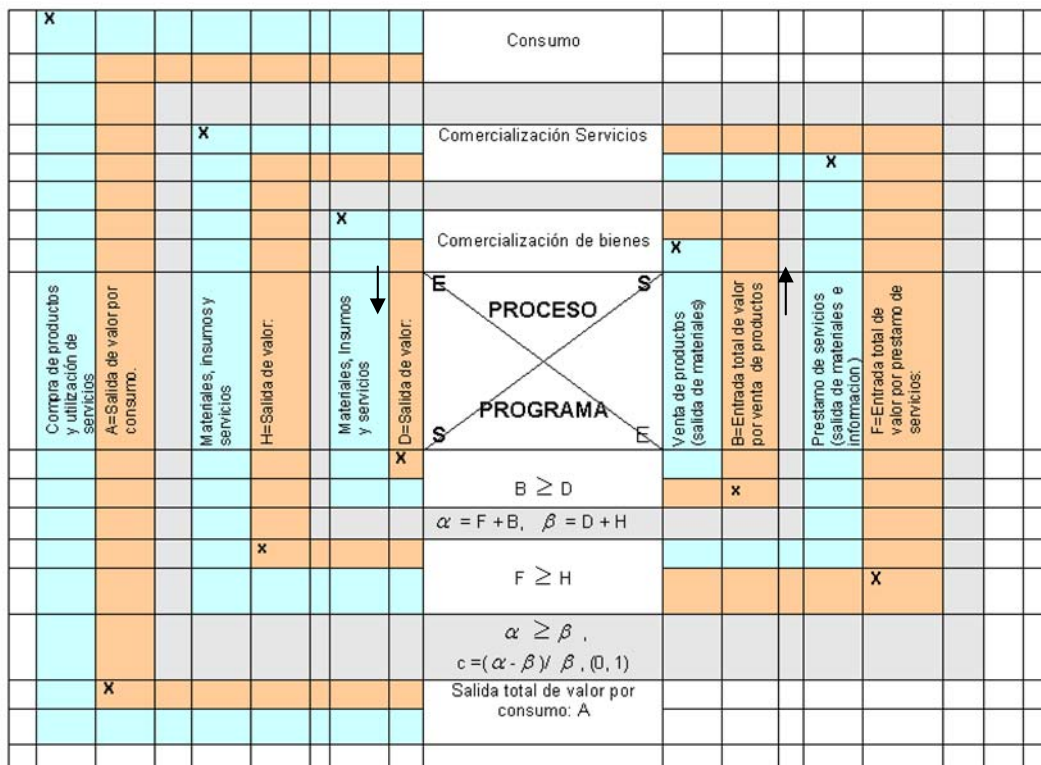 X
Consumo
X
Comercialización Servicios
X
X
Comercialización de bienes
X
Compra de productos
y utilización de
servicios
A=Salida de valor por
consumo.
Materiales, insumos y
servicios
H=Salida de valor:
Materiales, Insumos
y servicios
D=Salida de valor:
E
S
PROCESO
PROGRAMA
S
E
Venta de productos
(salida de materiales)
B=Entrada total de valor
por venta de productos
Prestamo de servicios
(salida de materiales e
informacion )
F=Entrada total de
valor por prestamo de
servicios:
X
B ≥ D
X
α = F + B, β = D + H
X
F ≥ H
X
α ≥ β ,
c =( α - β )/ β , (0, 1)
X
Salida total de valor por
consumo: A